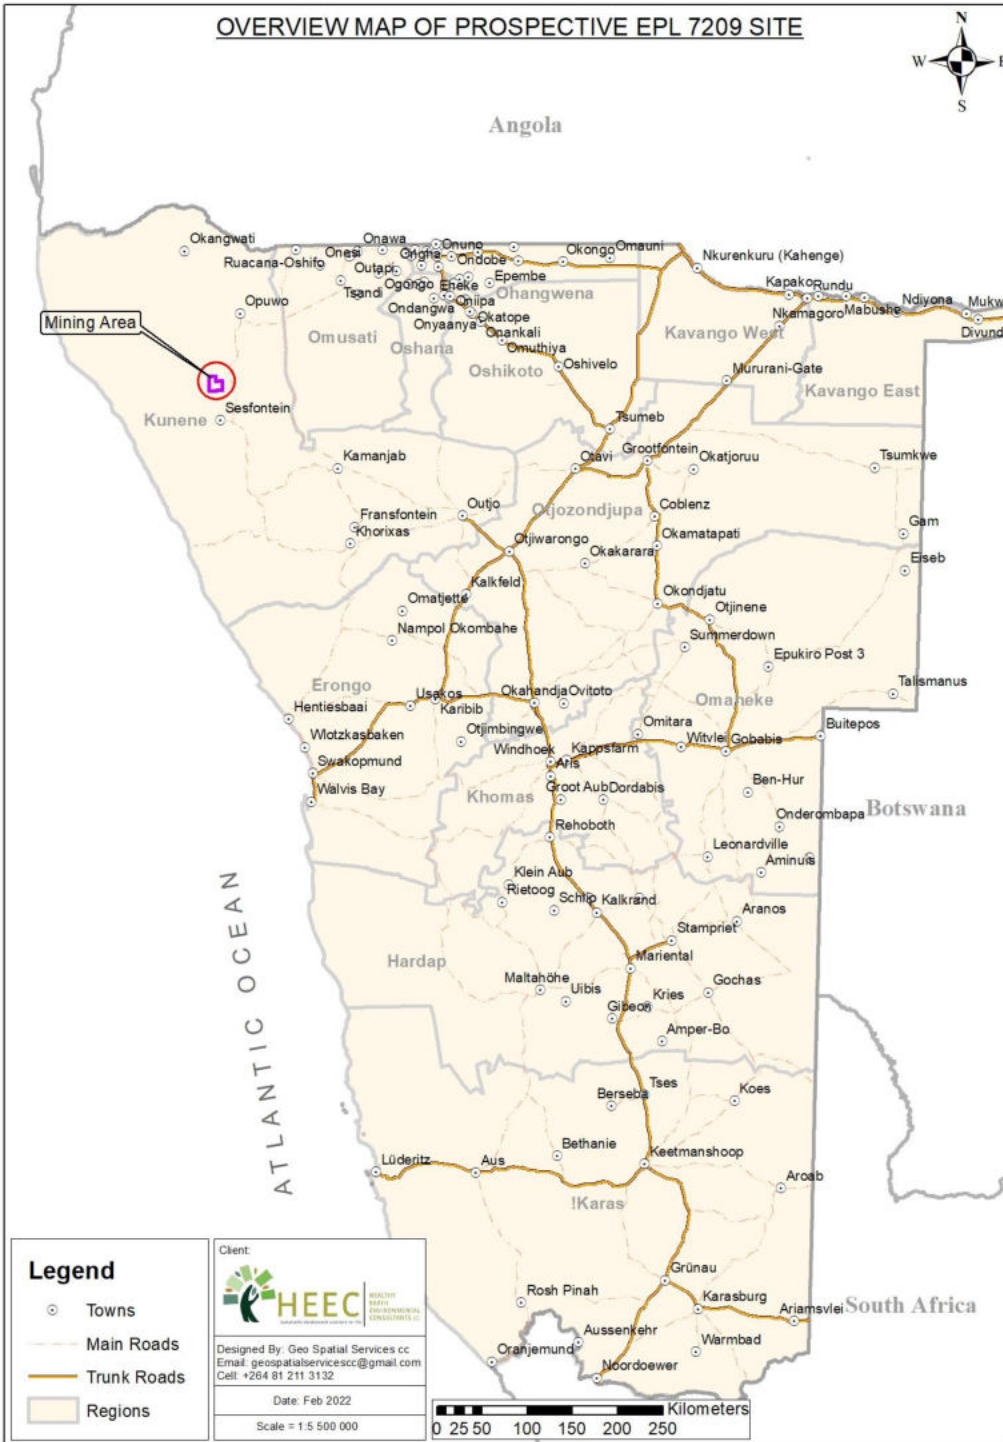 OVERVIEW MAP OF PROSPECTIVE EPL 7209 SITE
N
W
E
S
Angola
Okangwati
Ruacana-Oshifo
Onesi
Onawa
Ongha
Onuno
Ondobe
Okongo
Omauni
Nkurenkuru (Kahenge)
Outapi
Tsandi
Ogongo
Eneke
Epembe
Ohangwena
Kapako
Rundu
Mabushe
Ndiyona
Mukw
Divund
Nkamagoro
Opuwo
Mining Area
Omusati
Oshana
Ondangwa
Oniipa
Onyaanya
Okatope
Onankali
Omuthiya
Oshikoto
Oshivelo
Kavango West
Mururani-Gate
Kavango East
Kunene
Sesfontein
Tsumeb
Grootfontein
Otavi
Okatjoruu
Tsumkwe
Kamanjab
Outjo
Otjozondjupa
Coblenz
Fransfontein
Khorixas
Otjiwarongo
Okakarara
Okamatapati
Gam
Eiseb
Kalkfeld
Omatjette
Okondjatu
Otjinene
Nampol
Okombahe
Summerdown
Epukiro Post 3
Erongo
Usakos
Karibib
Okahandja
Ovitoto
Omaheke
Talismanus
Hentiesbaai
Wlotzkasbaken
Otjimbingwe
Omitara
Witvlei
Gobabis
Buitepos
Swakopmund
Windhoek
Kappsfarm
Aris
Walvis Bay
Khomas
Groot Aub
Dordabis
Ben-Hur
Botswana
Onderombapa
Rehoboth
Leonardville
Aminuis
Klein Aub
Rietoog
Schlip
Kalkrand
Aranos
Stampriet
Hardap
Mariental
Maltahöhe
Uibis
Gochas
Kries
Gibeon
Amper-Bo
ATLANTIC OCEAN
Tses
Berseba
Koes
Bethanie
Keetmanshoop
Lüderitz
Aus
Aroab
!Karas
Grünau
Rosh Pinah
Karasburg
Ariamsvlei
South Africa
Aussenkehr
Warmbad
Oranjemund
Noordoewer
Legend
Towns
Main Roads
Trunk Roads
Regions
Client:
HEEC
HEALTHY
EARTH
ENVIRONMENTAL
CONSULTANTS CC
Designed By: Geo Spatial Services cc
Email: geospatialservicescc@gmail.com
Cell: +264 81 211 3132
Date: Feb 2022
Scale = 1:5 500 000
Kilometers
0 25 50 100 150 200 250